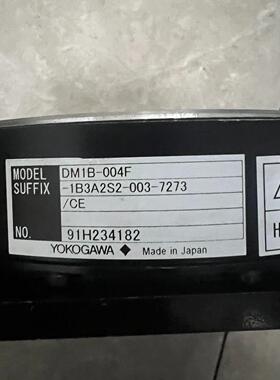 MODEL DM1B-004F
SUFFIX -1B3A2S2-003-7273
/CE
NO. 91H234182
YOKOGAWA ◆ Made in Japan
H